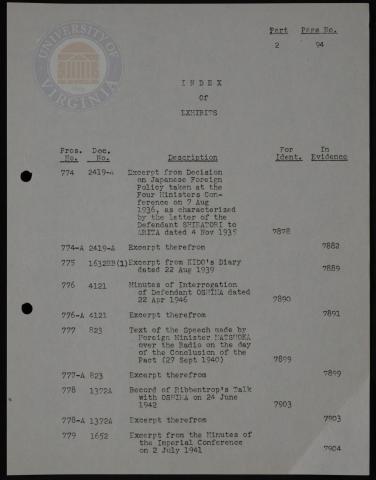 UNIVERSITY OF VIRGINIA
Part Page No.
2 94
INDEX
Of
EXHIBITS
Pros. No. Doc. No. Description For Ident. In Evidence
774 2419-A Excerpt from Decision
on Japanese Foreign
Policy taken at the
Four Ministers Con-
ference on 7 Aug
1936, as characterized
by the letter of the
Defendant SHIRATORI to
ARITA dated 4 Nov 1935 7878
774-A 2419-A Excerpt therefrom 7882
775 1632BB(1) Excerpt from KIDO's Diary
dated 22 Aug 1939 7889
776 4121 Minutes of Interrogation
of Defendant OSHIMA dated
22 Apr 1946 7890
776-A 4121 Excerpt therefrom 7891
777 823 Text of the Speech made by
Foreign Minister MATSUOKA
over the Radio on the day
of the Conclusion of the
Pact (27 Sept 1940) 7899
777-A 823 Excerpt therefrom 7899
778 1372A Record of Ribbentrop's Talk
with OSHIMA on 24 June
1942 7903
778-A 1372A Excerpt therefrom 7903
779 1652 Excerpt from the Minutes of
the Imperial Conference
on 2 July 1941 7904